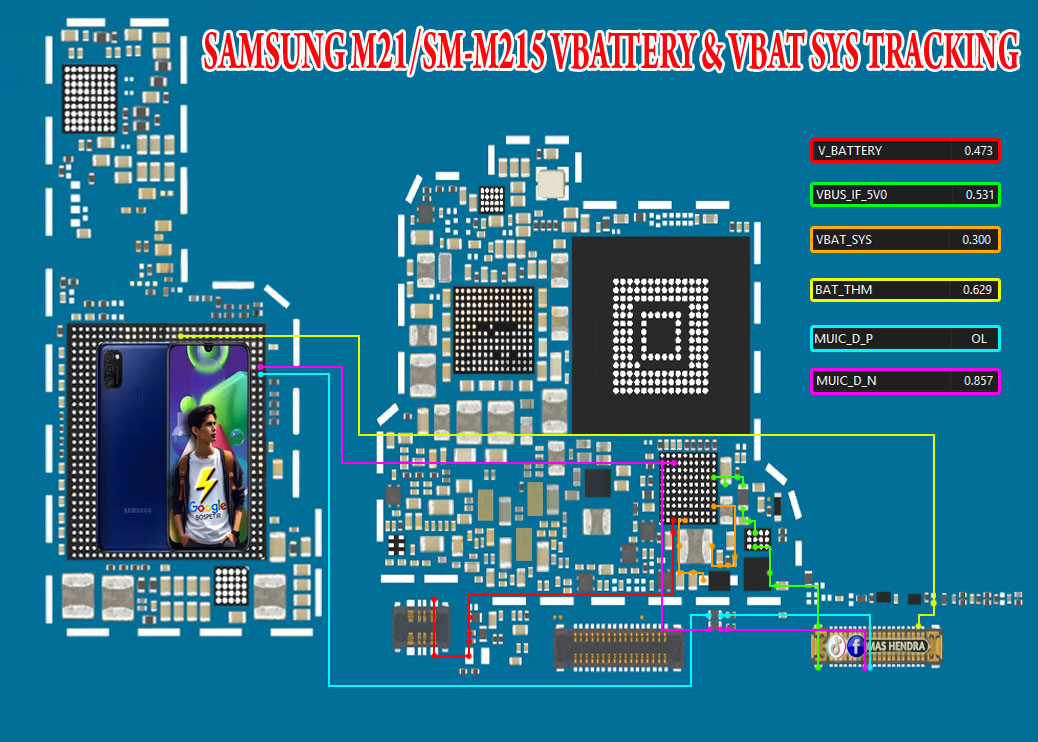 SAMSUNG M21/SM-M215 VBATTERY & VBAT SYS TRACKING
V_BATTERY 0.473
VBUS_IF_5V0 0.531
VBAT_SYS 0.300
BAT_THM 0.629
MUIC_D_P OL
MUIC_D_N 0.857
SAMSUNG
Google
BOSPETIR
MAS HENDRA